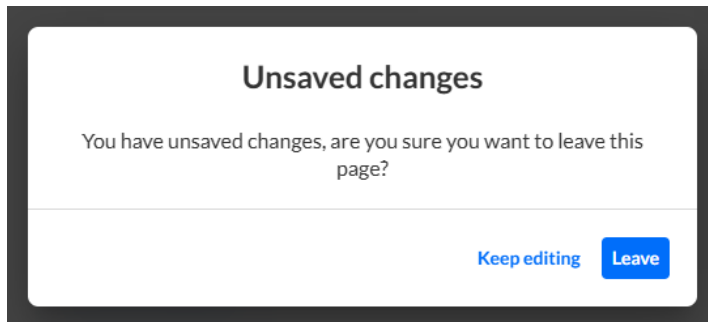 Unsaved changes
You have unsaved changes, are you sure you want to leave this
page?
Keep editing Leave